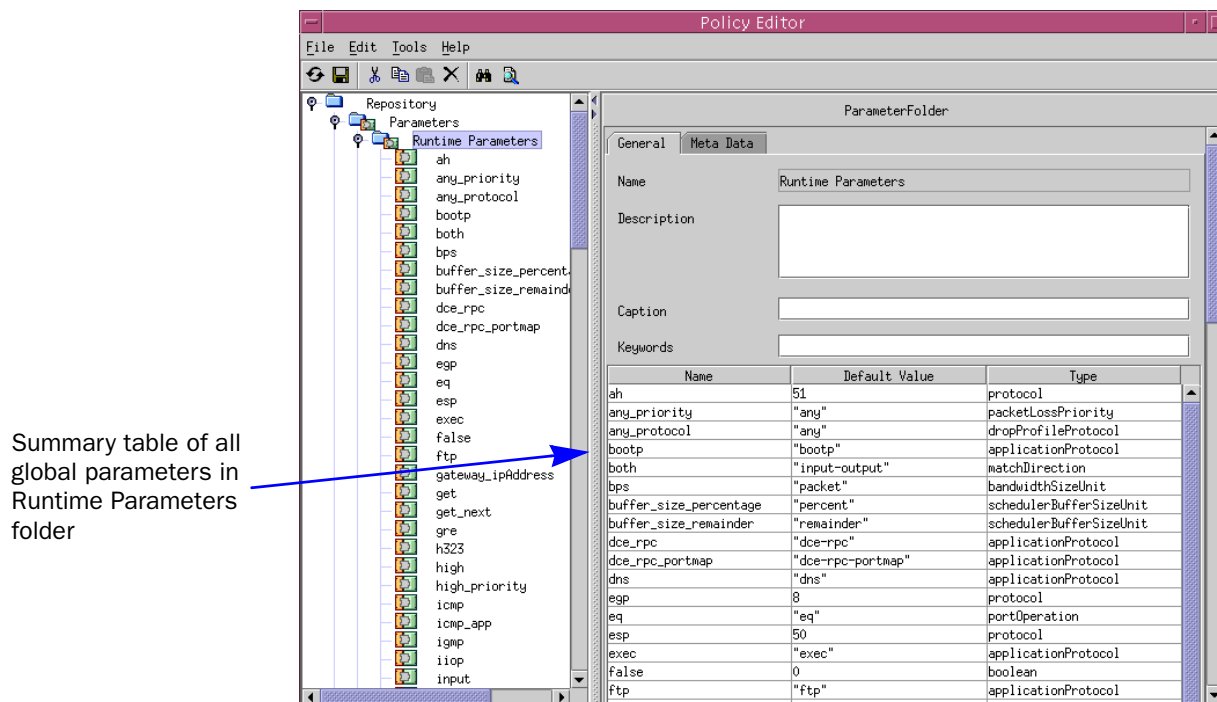 Policy Editor
File Edit Tools Help
Repository
Parameters
Runtime Parameters
ah
any_priority
any_protocol
bootp
both
bps
buffer_size_percent
buffer_size_remaind
dce_rpc
dce_rpc_portmap
dns
egp
eq
esp
exec
false
ftp
gateway_ipAddress
get
get_next
gre
h323
high
high_priority
icmp
icmp_app
igmp
iiop
input
ParameterFolder
General Meta Data
Name Runtime Parameters
Description
Caption
Keywords
Name Default Value Type
ah 51 protocol
any_priority "any" packetLossPriority
any_protocol "any" dropProfileProtocol
bootp "bootp" applicationProtocol
both "input-output" matchDirection
bps "packet" bandwidthSizeUnit
buffer_size_percentage "percent" schedulerBufferSizeUnit
buffer_size_remainder "remainder" schedulerBufferSizeUnit
dce_rpc "dce-rpc" applicationProtocol
dce_rpc_portmap "dce-rpc-portmap" applicationProtocol
dns "dns" applicationProtocol
egp 8 protocol
eq "eq" portOperation
esp 50 protocol
exec "exec" applicationProtocol
false 0 boolean
ftp "ftp" applicationProtocol
Summary table of all
global parameters in
Runtime Parameters
folder